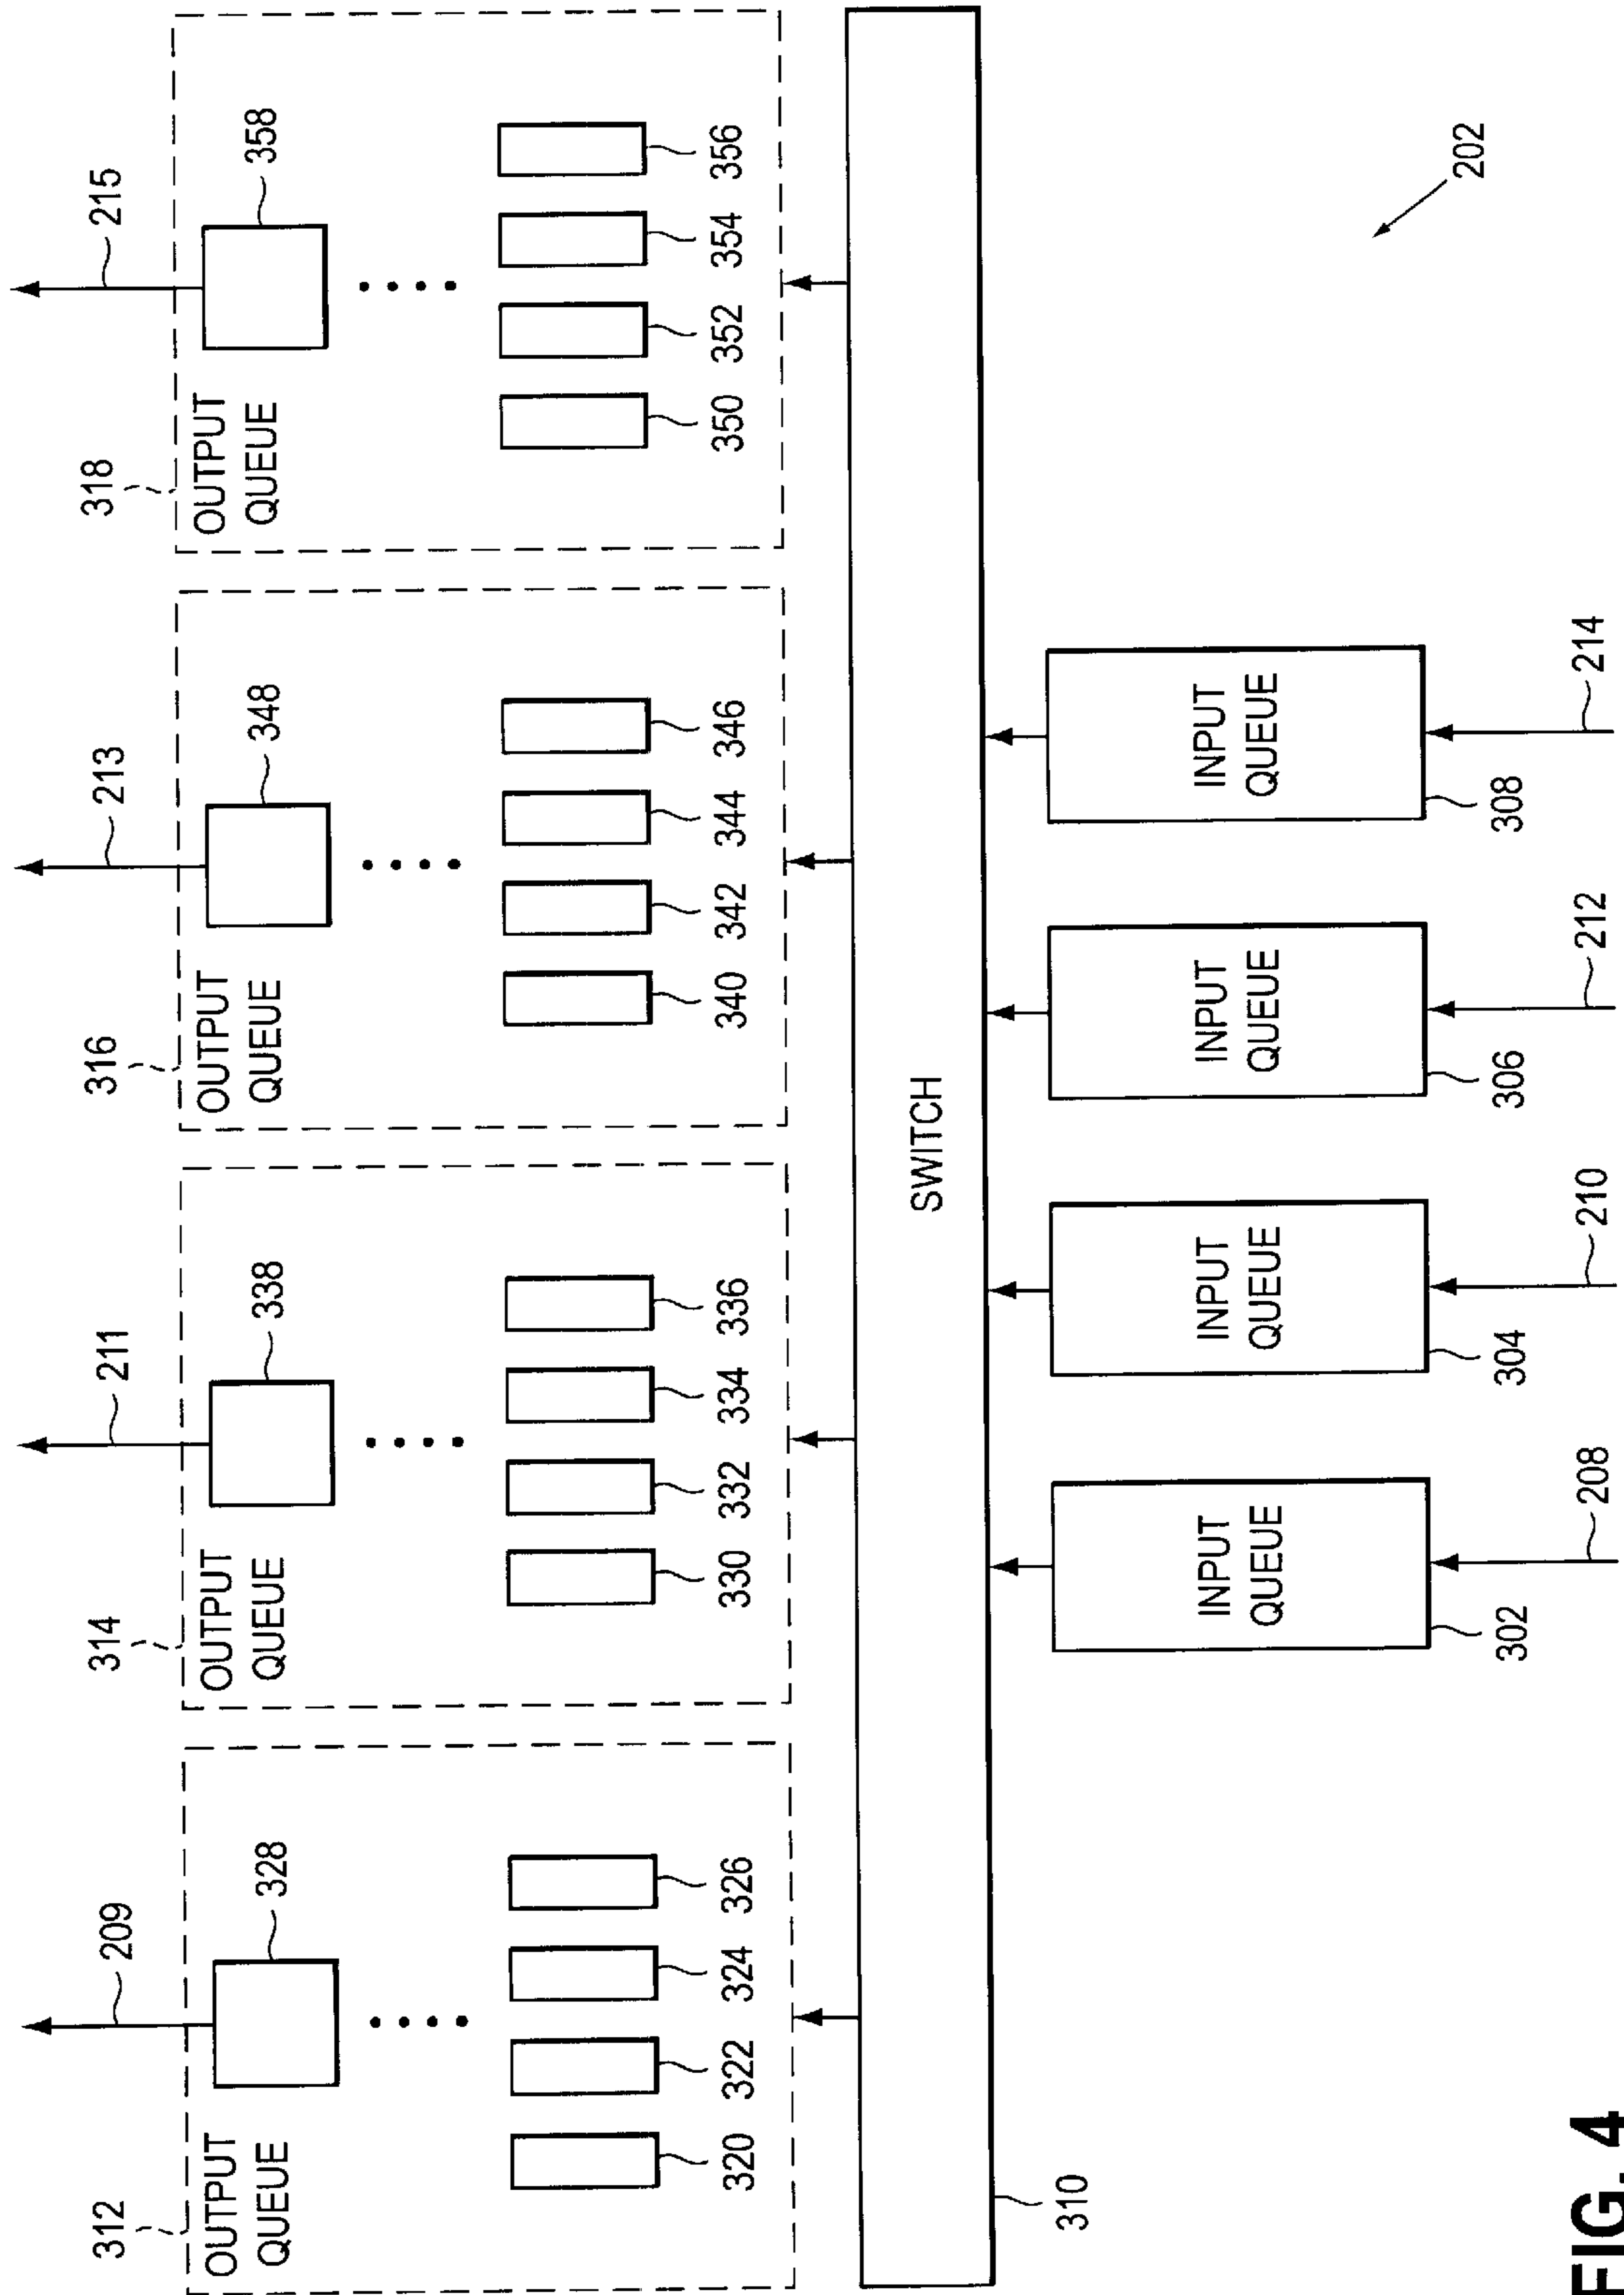 209
211
213
215
312
314
316
318
OUTPUT
QUEUE
328
OUTPUT
QUEUE
338
OUTPUT
QUEUE
348
OUTPUT
QUEUE
358
320
322
324
326
330
332
334
336
340
342
344
346
350
352
354
356
SWITCH
310
INPUT
QUEUE
INPUT
QUEUE
INPUT
QUEUE
INPUT
QUEUE
302
304
306
308
208
210
212
214
202
FIG. 4